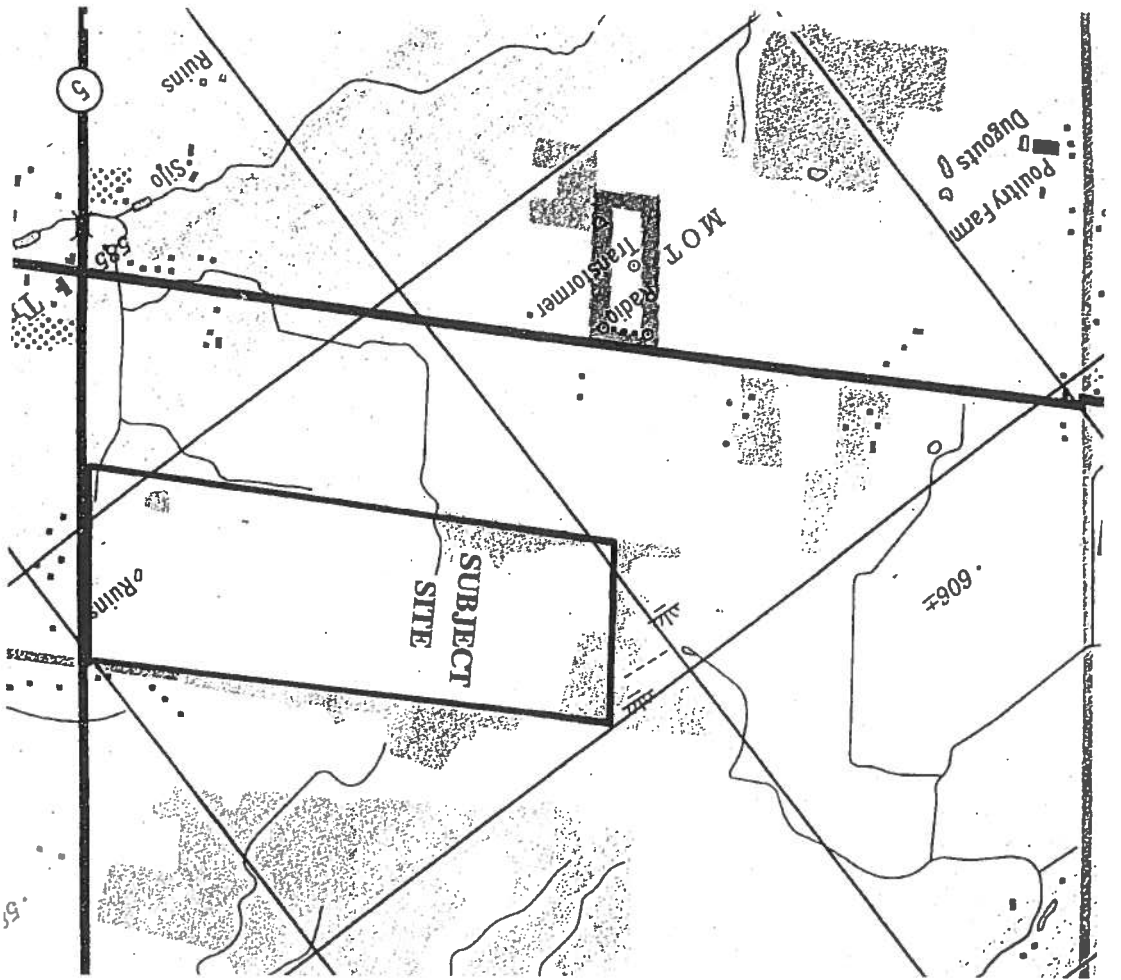 5
Ruins
Silo
585
Dugouts
Poultry Farm
M O T
Transformer
Radio
606±
Ruins
SUBJECT
SITE